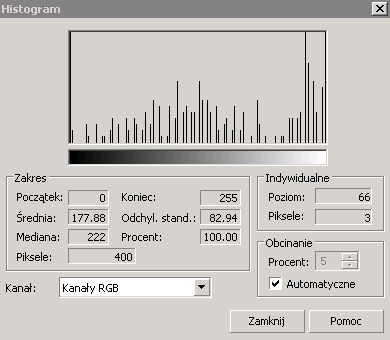 Histogram
Zakres
Początek: 0 Koniec: 255
Średnia: 177.88 Odchyl. stand.: 82.94
Mediana: 222 Procent: 100.00
Piksele: 400
Indywidualne
Poziom: 66
Piksele: 3
Obcinanie
Procent: 5
Automatyczne
Kanał: Kanały RGB
Zamknij Pomoc